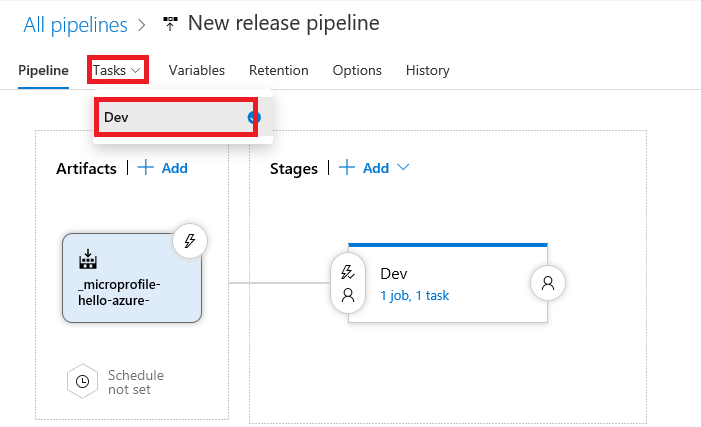 All pipelines > New release pipeline
Pipeline Tasks Variables Retention Options History
Dev
Artifacts | + Add
Stages | + Add
_microprofile-
hello-azure-
Dev
1 job, 1 task
Schedule
not set